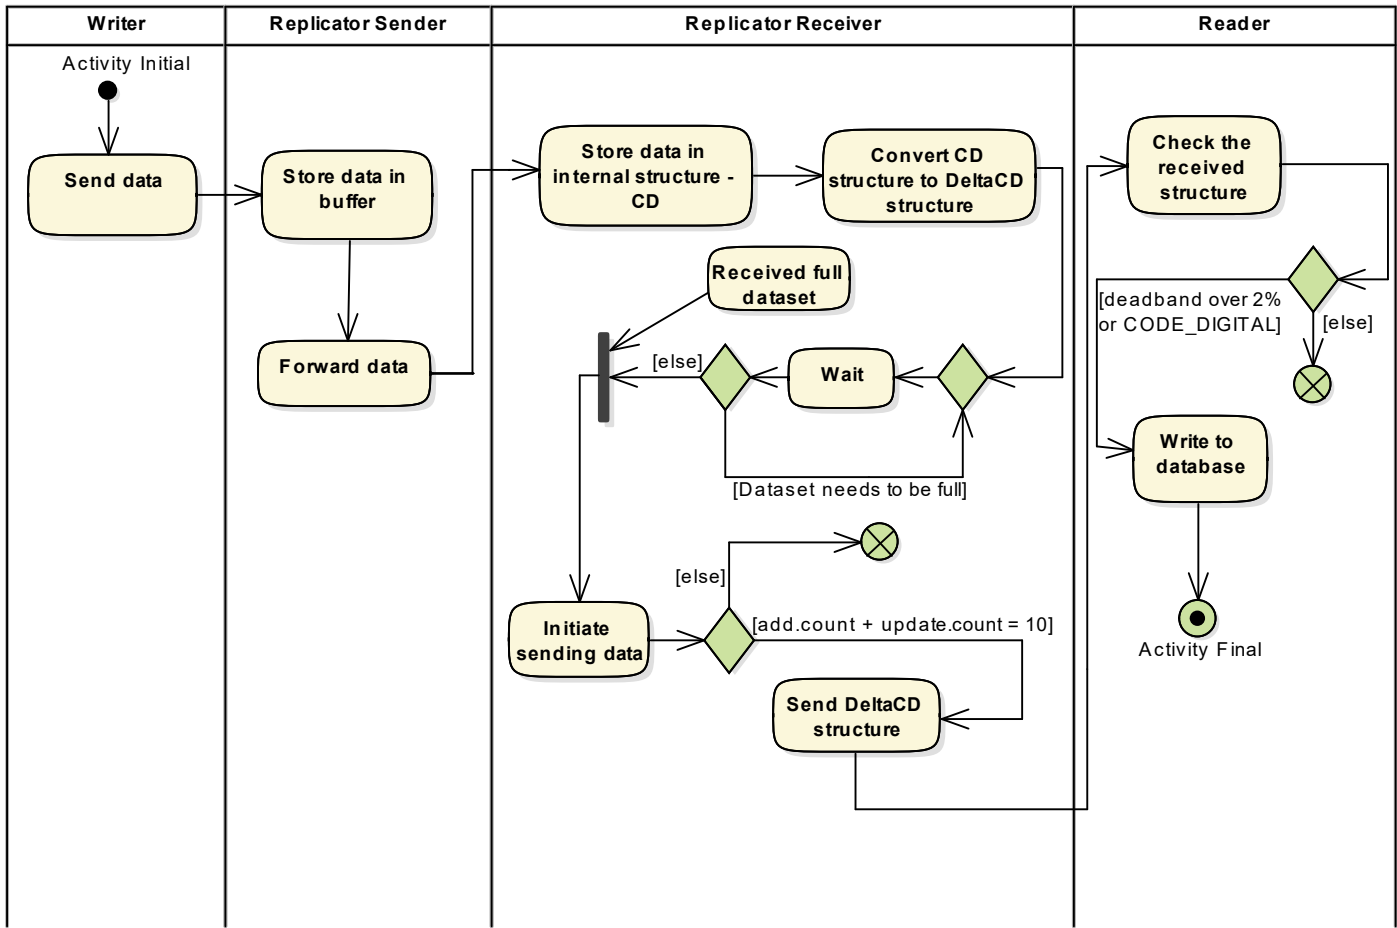 Writer
Replicator Sender
Replicator Receiver
Reader
Activity Initial
Send data
Store data in
buffer
Forward data
Store data in
internal structure -
CD
Convert CD
structure to DeltaCD
structure
Received full
dataset
[else]
Wait
[Dataset needs to be full]
[else]
Initiate
sending data
[add.count + update.count = 10]
Send DeltaCD
structure
Check the
received
structure
[deadband over 2%
or CODE_DIGITAL]
[else]
Write to
database
Activity Final